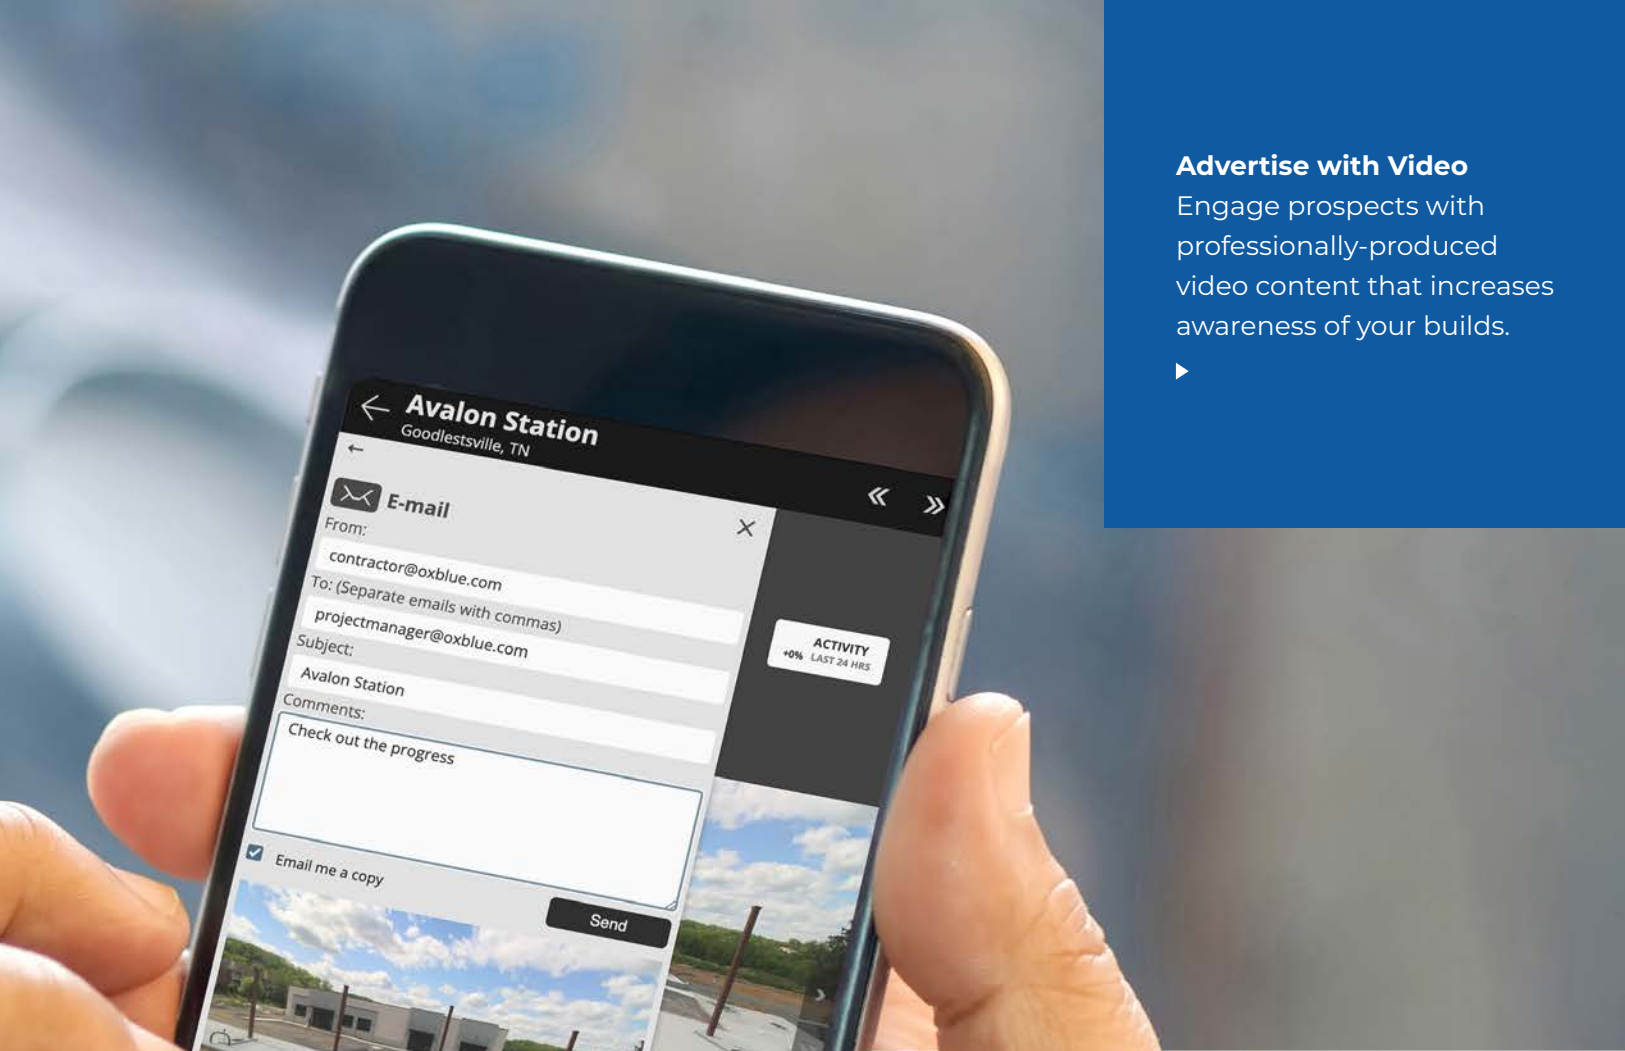 Advertise with Video
Engage prospects with
professionally-produced
video content that increases
awareness of your builds.
Avalon Station
Goodlestsville, TN
E-mail
From:
contractor@oxblue.com
To: (Separate emails with commas)
projectmanager@oxblue.com
Subject:
Avalon Station
Comments:
Check out the progress
Email me a copy
Send
ACTIVITY
+0% LAST 24 HRS